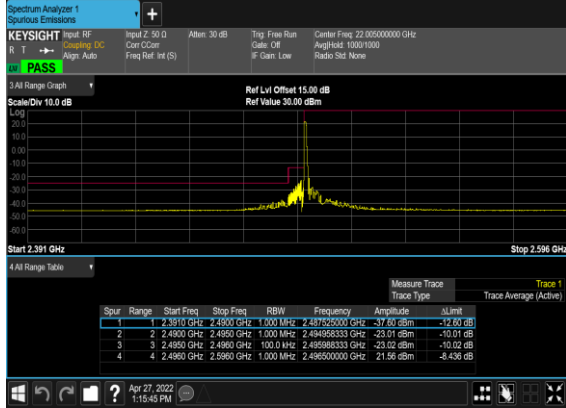 Spectrum Analyzer 1
Spurious Emissions
+
KEYSIGHT Input: RF Input Z: 50 Ω Atten: 30 dB Trig: Free Run Center Freq: 22.005000000 GHz
R T Coupling: DC Corr CCorr Gate: Off Avg|Hold: 1000/1000
Align: Auto Freq Ref: Int (S) IF Gain: Low Radio Std: None
PASS
3 All Range Graph
Ref Lvl Offset 15.00 dB
Scale/Div 10.0 dB Ref Value 30.00 dBm
Log
20.0
10.0
0.00
-10.0
-20.0
-30.0
-40.0
-50.0
-60.0
Start 2.391 GHz Stop 2.596 GHz
4 All Range Table
Measure Trace Trace 1
Trace Type Trace Average (Active)
Spur Range Start Freq Stop Freq RBW Frequency Amplitude ΔLimit
1 1 2.3910 GHz 2.4900 GHz 1.000 MHz 2.487525000 GHz -37.60 dBm -12.60 dB
2 2 2.4900 GHz 2.4950 GHz 1.000 MHz 2.494958333 GHz -23.01 dBm -10.01 dB
3 3 2.4950 GHz 2.4960 GHz 100.0 kHz 2.495988333 GHz -23.02 dBm -10.02 dB
4 4 2.4960 GHz 2.5960 GHz 1.000 MHz 2.496500000 GHz 21.56 dBm -8.436 dB
? Apr 27, 2022
1:15:45 PM